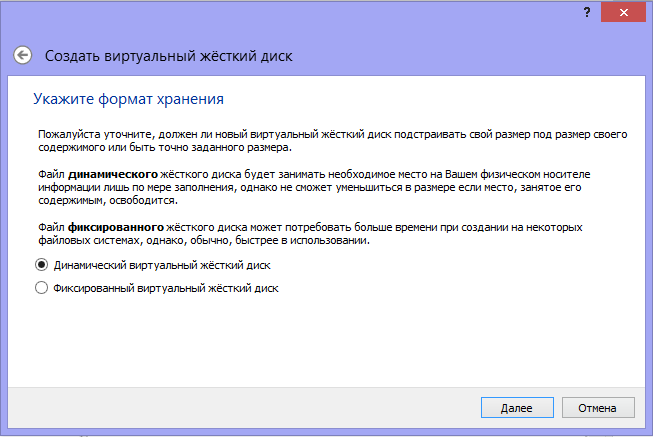 ?
Создать виртуальный жёсткий диск
Укажите формат хранения
Пожалуйста уточните, должен ли новый виртуальный жёсткий диск подстраивать свой размер под размер своего
содержимого или быть точно заданного размера.
Файл динамического жёсткого диска будет занимать необходимое место на Вашем физическом носителе
информации лишь по мере заполнения, однако не сможет уменьшиться в размере если место, занятое его
содержимым, освободится.
Файл фиксированного жёсткого диска может потребовать больше времени при создании на некоторых
файловых системах, однако, обычно, быстрее в использовании.
Динамический виртуальный жёсткий диск
Фиксированный виртуальный жёсткий диск
Далее
Отмена